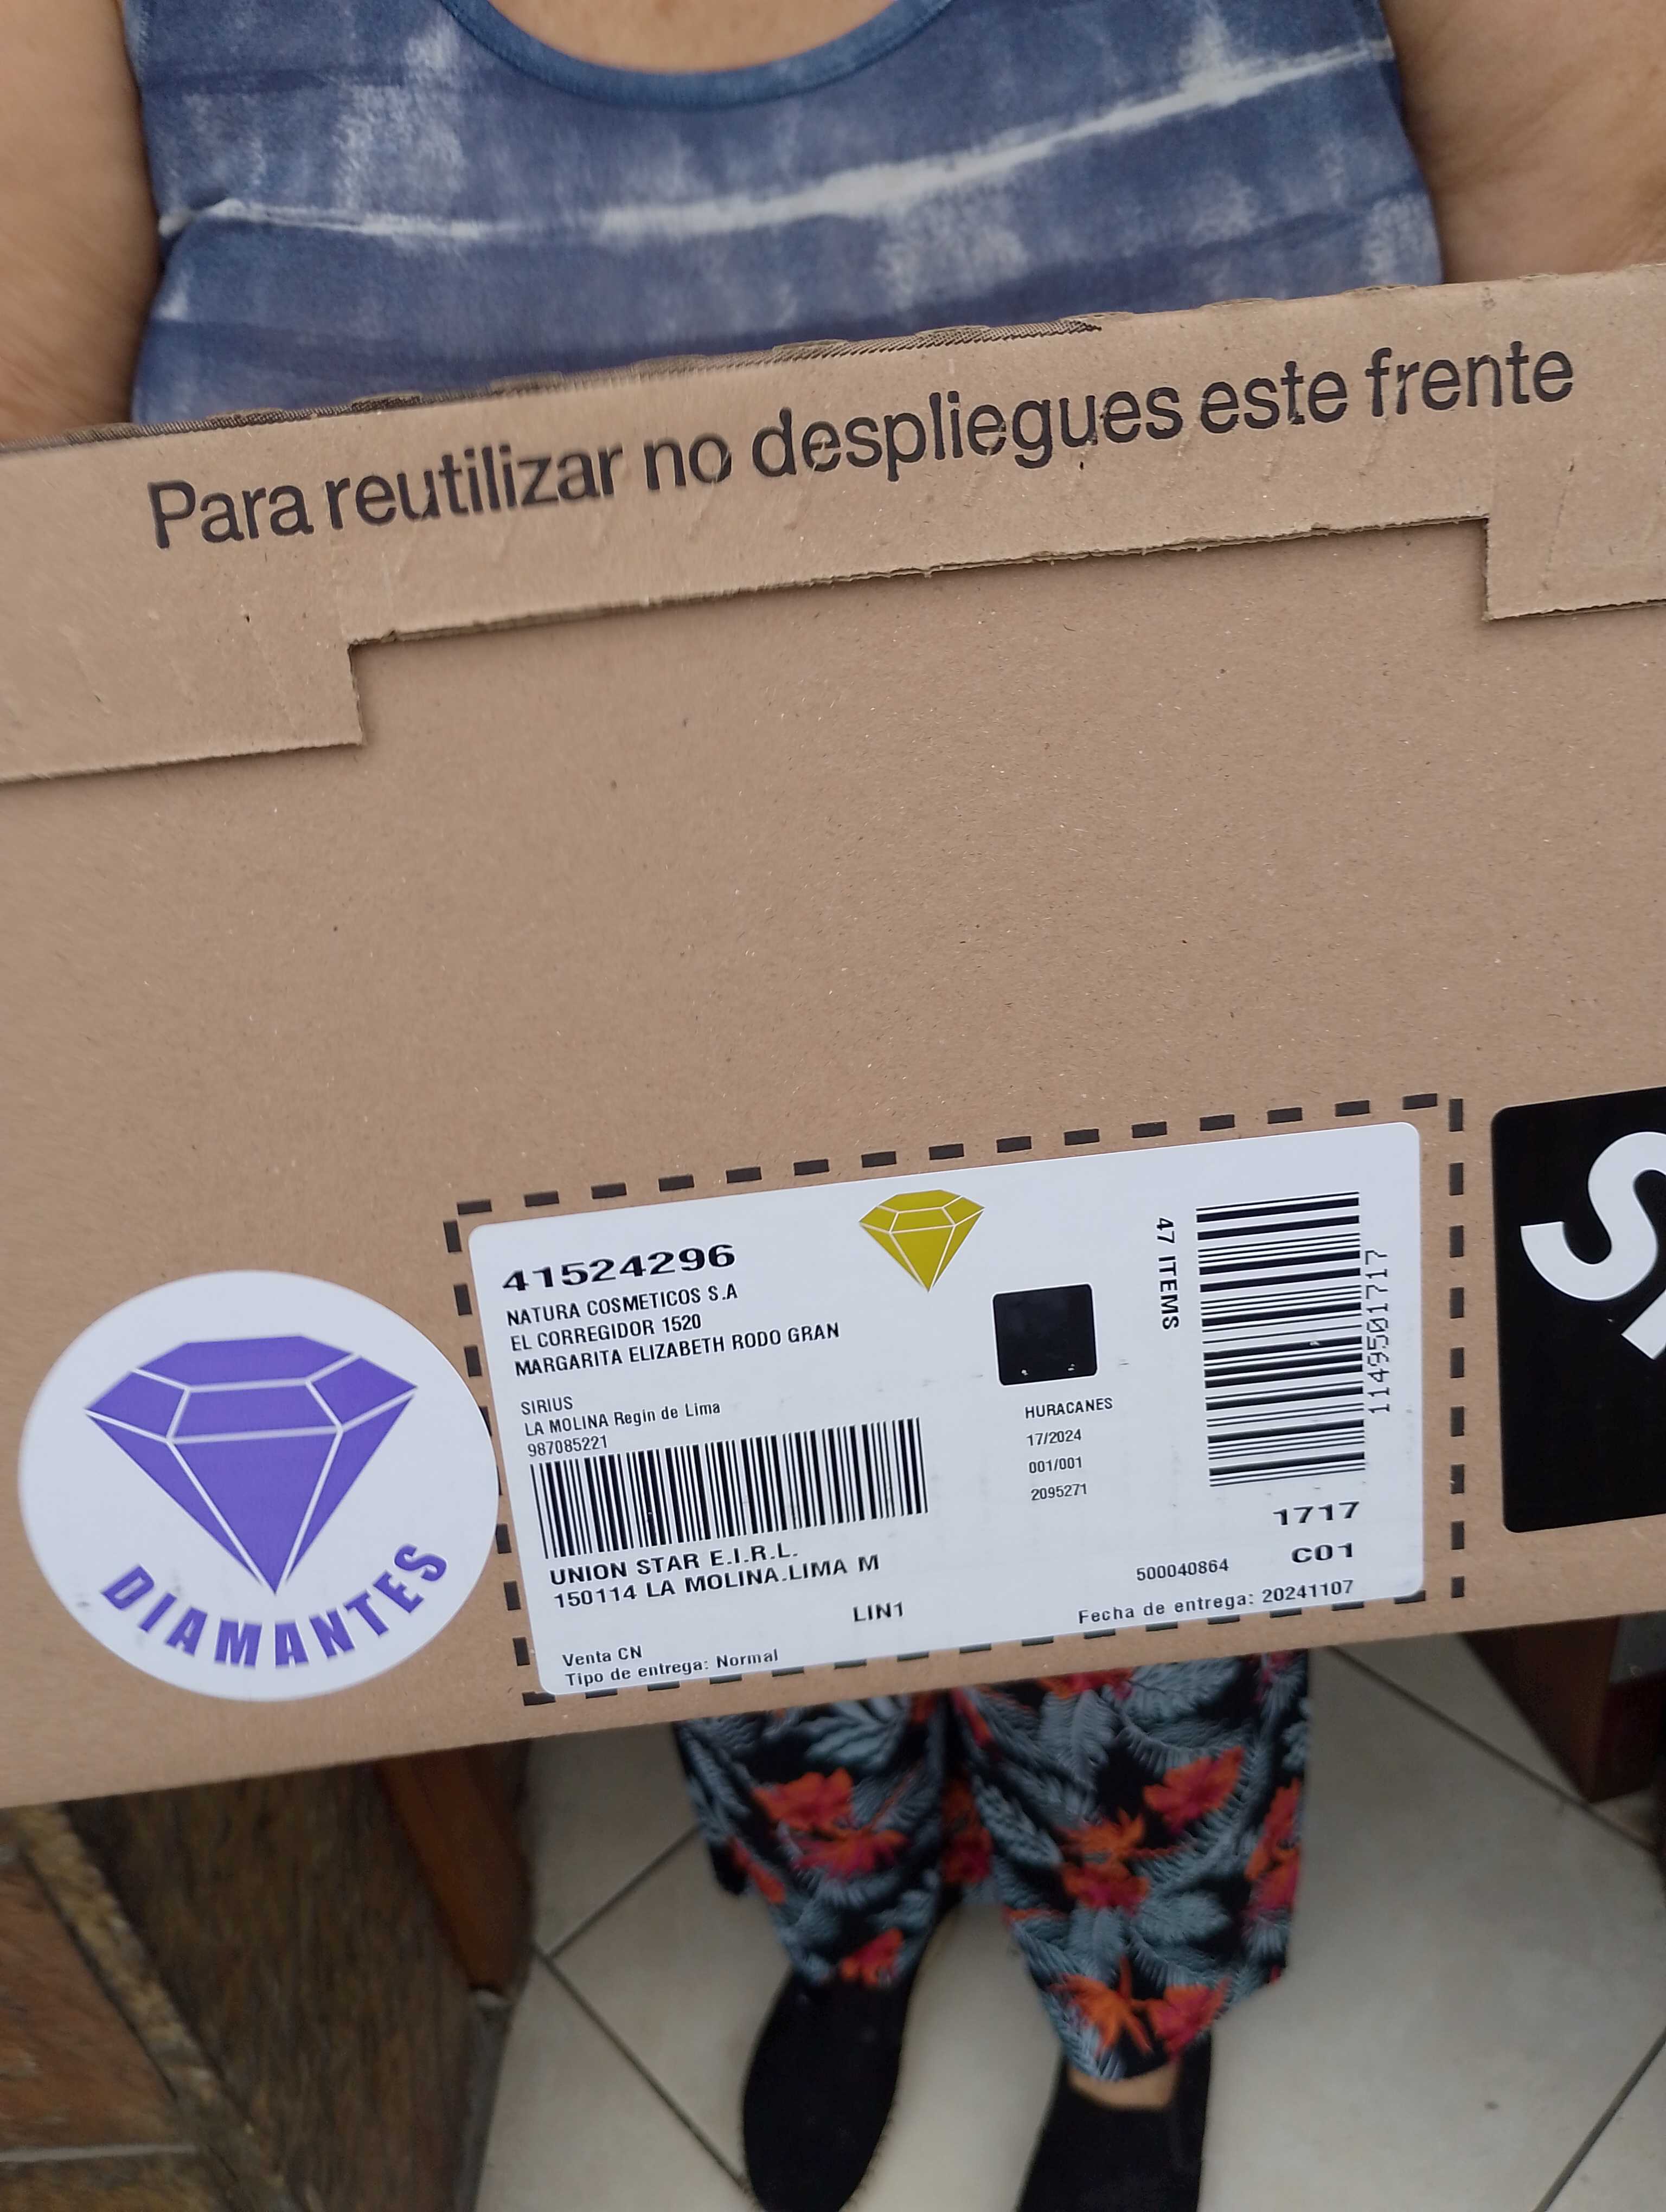 Para reutilizar no despliegues este frente
41524296
NATURA COSMETICOS S.A
EL CORREGIDOR 1520
MARGARITA ELIZABETH RODO GRAN
SIRIUS
LA MOLINA Regin de Lima
987085221
UNION STAR E.I.R.L.
150114 LA MOLINA.LIMA M
LIN1
Venta CN
Tipo de entrega: Normal
HURACANES
17/2024
001/001
2095271
47 ITEMS
1149501717
1717
C01
500040864
Fecha de entrega: 20241107
DIAMANTES